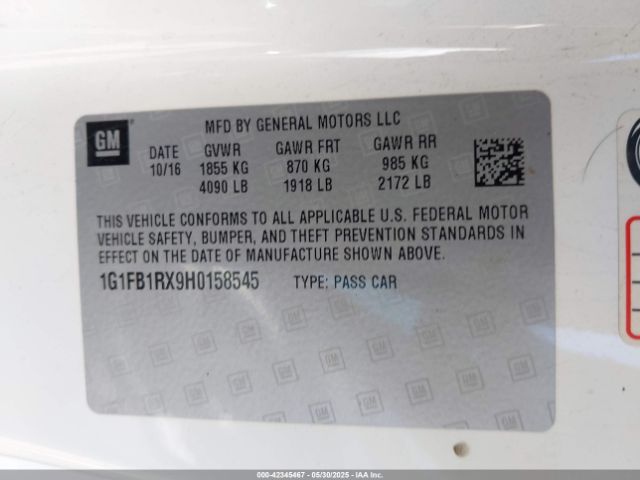 GM
MFD BY GENERAL MOTORS LLC
DATE GVWR GAWR FRT GAWR RR
10/16 1855 KG 870 KG 985 KG
4090 LB 1918 LB 2172 LB
THIS VEHICLE CONFORMS TO ALL APPLICABLE U.S. FEDERAL MOTOR
VEHICLE SAFETY, BUMPER, AND THEFT PREVENTION STANDARDS IN
EFFECT ON THE DATE OF MANUFACTURE SHOWN ABOVE.
1G1FB1RX9H0158545 TYPE: PASS CAR
000-42345467 - 05/30/2025 - Copyright IAA, Inc.